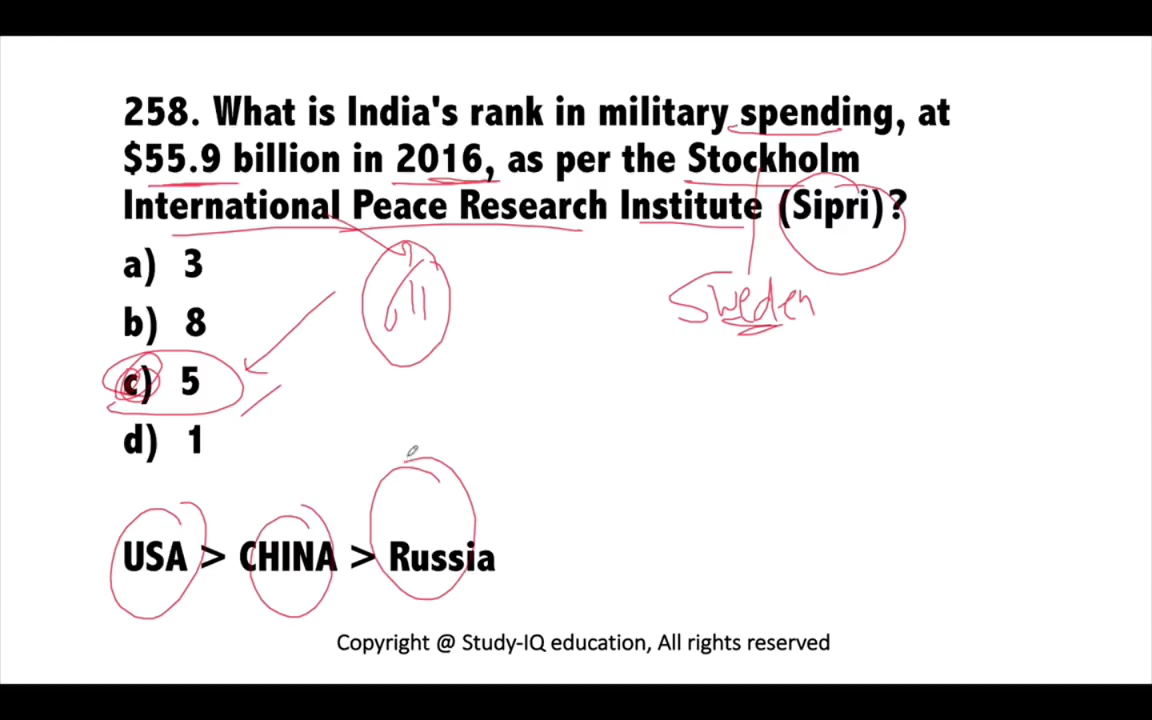 258. What is India's rank in military spending, at
$55.9 billion in 2016, as per the Stockholm
International Peace Research Institute (Sipri)?
a) 3
b) 8
Sweden
c) 5
d) 1
USA > CHINA > Russia
Copyright @ Study-IQ education, All rights reserved